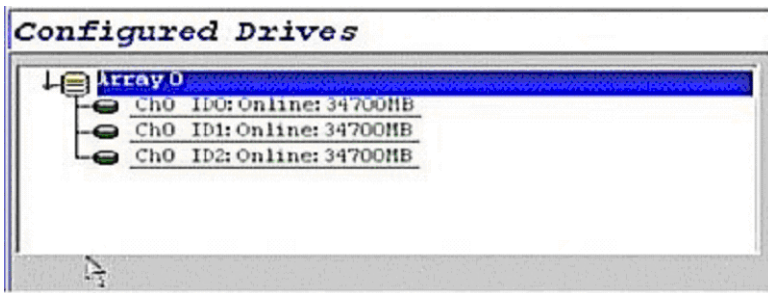 Configured Drives
Array 0
Ch0 ID0: Online: 34700MB
Ch0 ID1: Online: 34700MB
Ch0 ID2: Online: 34700MB